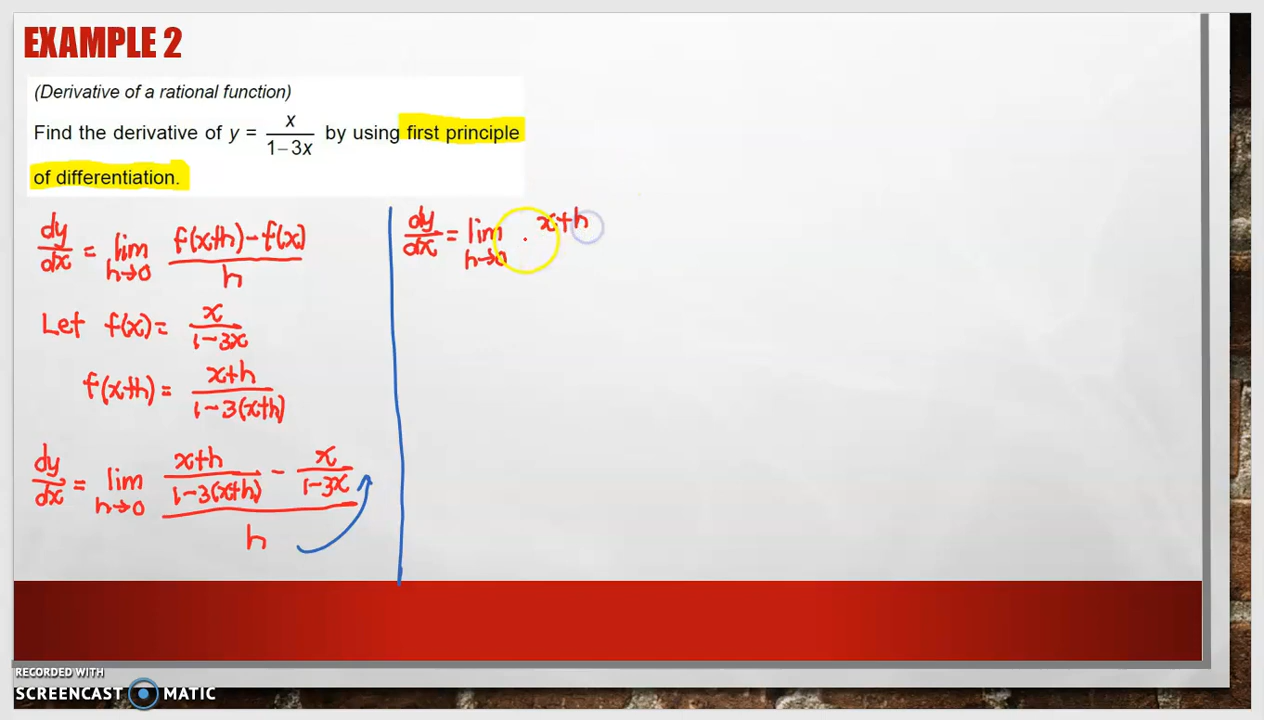 EXAMPLE 2
(Derivative of a rational function)
Find the derivative of y = x/(1−3x) by using first principle
of differentiation.
dy/dx = lim h→0 (f(x+h)−f(x))/h
Let f(x) = x/(1−3x)
f(x+h) = (x+h)/(1−3(x+h))
dy/dx = lim h→0 ((x+h)/(1−3(x+h)) − x/(1−3x))/h
dy/dx = lim h→0 x+h
RECORDED WITH
SCREENCAST MATIC